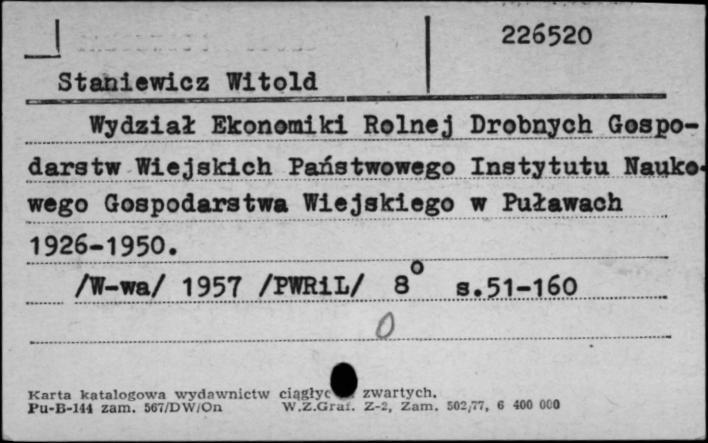 226520
Staniewicz Witold
Wydział Ekonomiki Rolnej Drobnych Gospo-
darstw Wiejskich Państwowego Instytutu Nauko-
wego Gospodarstwa Wiejskiego w Puławach
1926-1950.
/W-wa/ 1957 /PWRiL/ 8° s.51-160
0
Karta katalogowa wydawnictw ciągłyc zwartych.
Pu-B-144 zam. 567/DW/On W.Z.Graf. Z-2, Zam. 502,77, 6 400 000